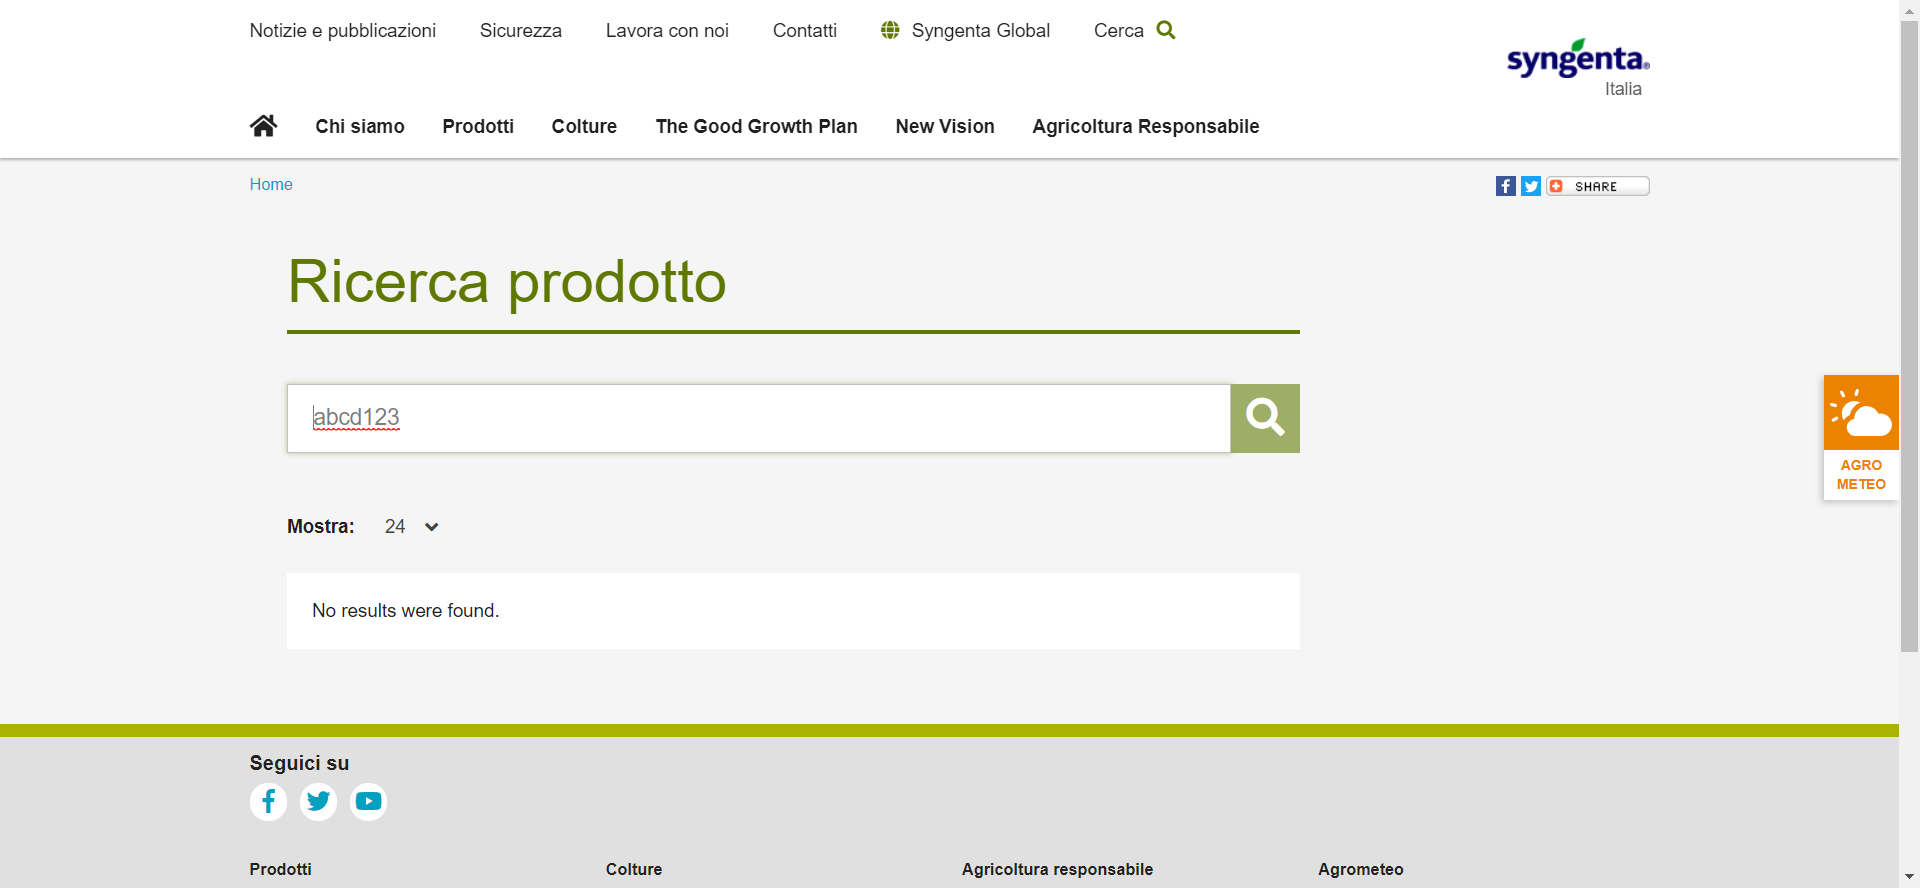 Notizie e pubblicazioni Sicurezza Lavora con noi Contatti Syngenta Global Cerca
syngenta®
Italia
Chi siamo Prodotti Colture The Good Growth Plan New Vision Agricoltura Responsabile
Home
SHARE
Ricerca prodotto
abcd123
AGRO
METEO
Mostra: 24
No results were found.
Seguici su
Prodotti Colture Agricoltura responsabile Agrometeo